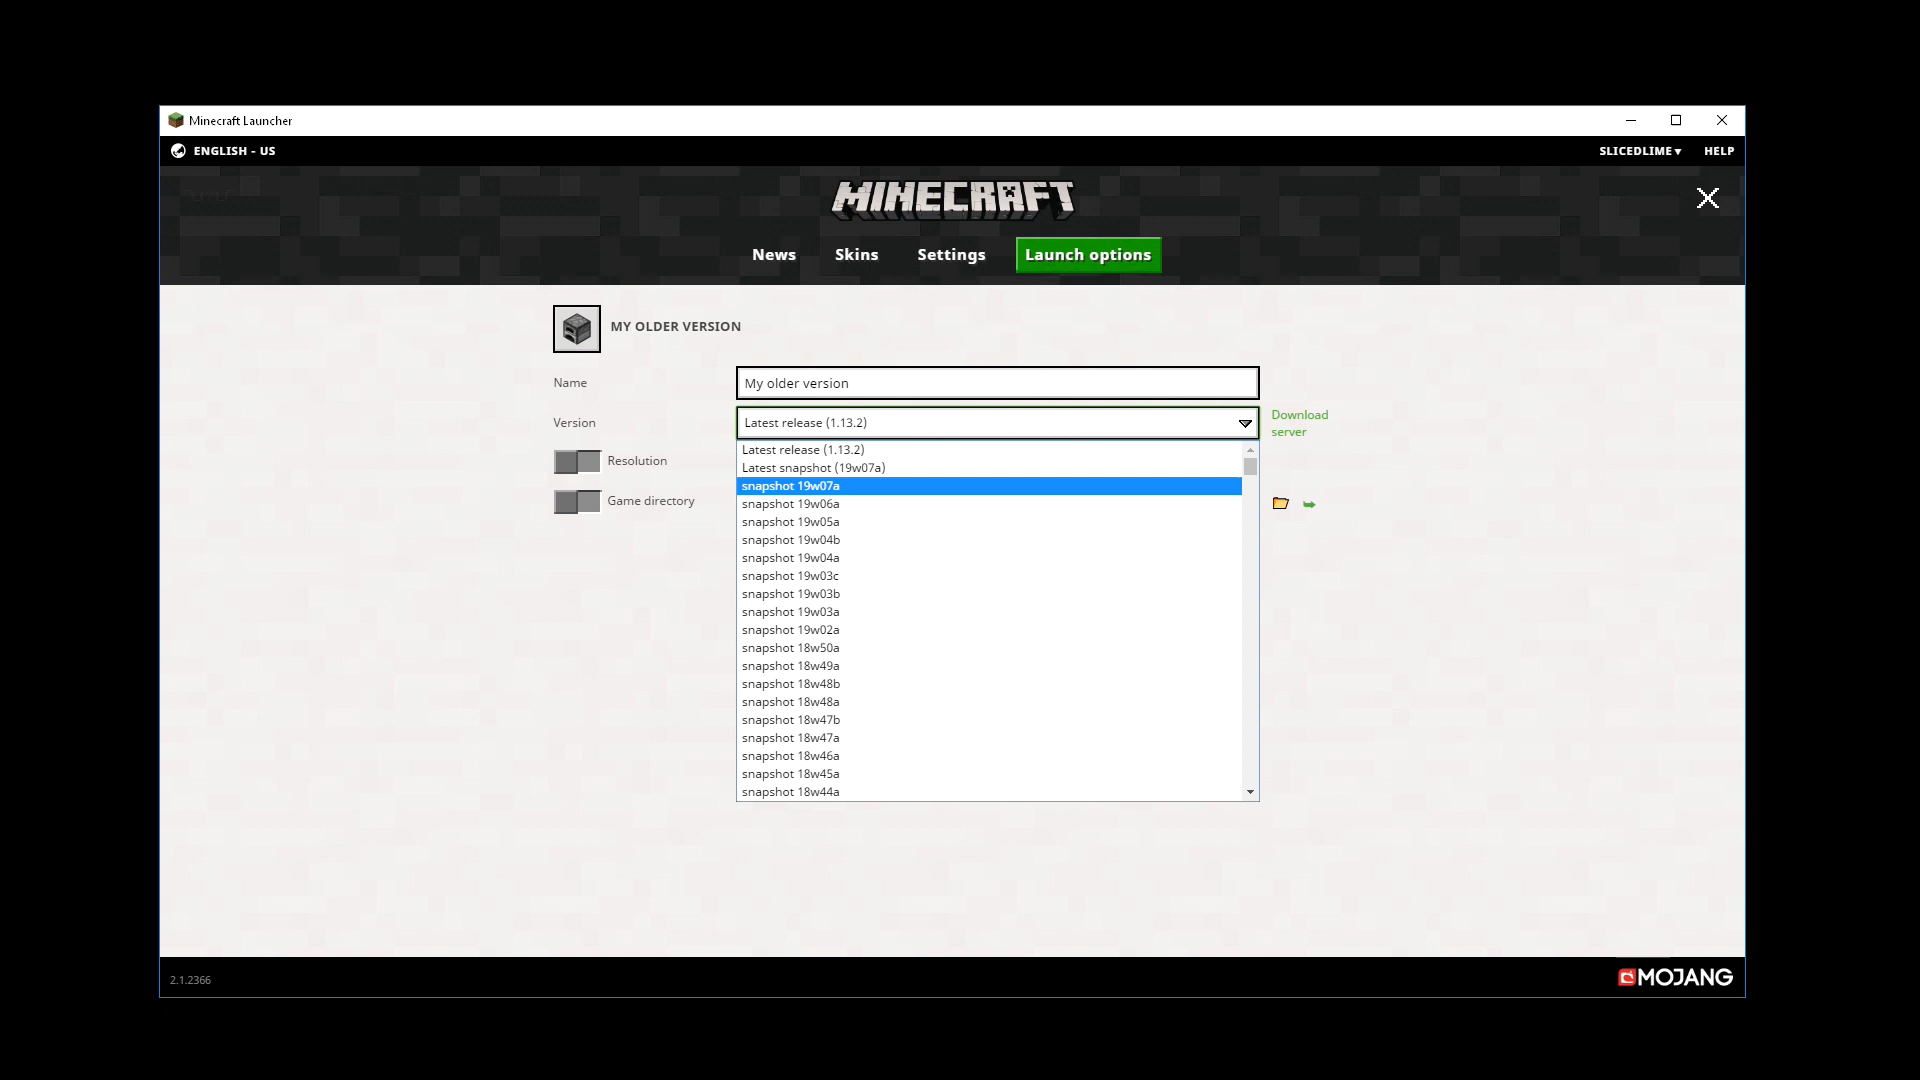 Minecraft Launcher
ENGLISH - US
SLICEDLIME
HELP
MINECRAFT
News
Skins
Settings
Launch options
MY OLDER VERSION
Name
My older version
Version
Latest release (1.13.2)
Download
server
Latest release (1.13.2)
Latest snapshot (19w07a)
snapshot 19w07a
snapshot 19w06a
snapshot 19w05a
snapshot 19w04b
snapshot 19w04a
snapshot 19w03c
snapshot 19w03b
snapshot 19w03a
snapshot 19w02a
snapshot 18w50a
snapshot 18w49a
snapshot 18w48b
snapshot 18w48a
snapshot 18w47b
snapshot 18w47a
snapshot 18w46a
snapshot 18w45a
snapshot 18w44a
Resolution
Game directory
2.1.2366
MOJANG